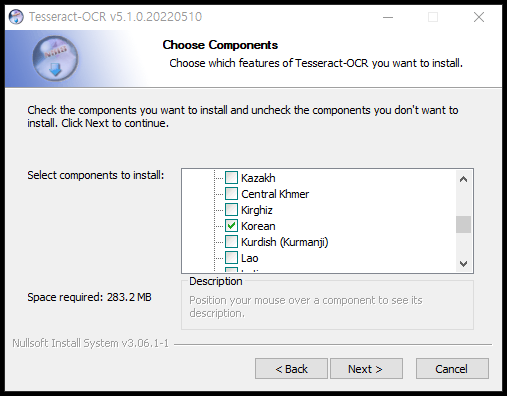 Tesseract-OCR v5.1.0.20220510
Choose Components
Choose which features of Tesseract-OCR you want to install.
Check the components you want to install and uncheck the components you don't want to
install. Click Next to continue.
Select components to install:
Kazakh
Central Khmer
Kirghiz
Korean
Kurdish (Kurmanji)
Lao
Space required: 283.2 MB
Description
Position your mouse over a component to see its
description.
Nullsoft Install System v3.06.1-1
< Back
Next >
Cancel